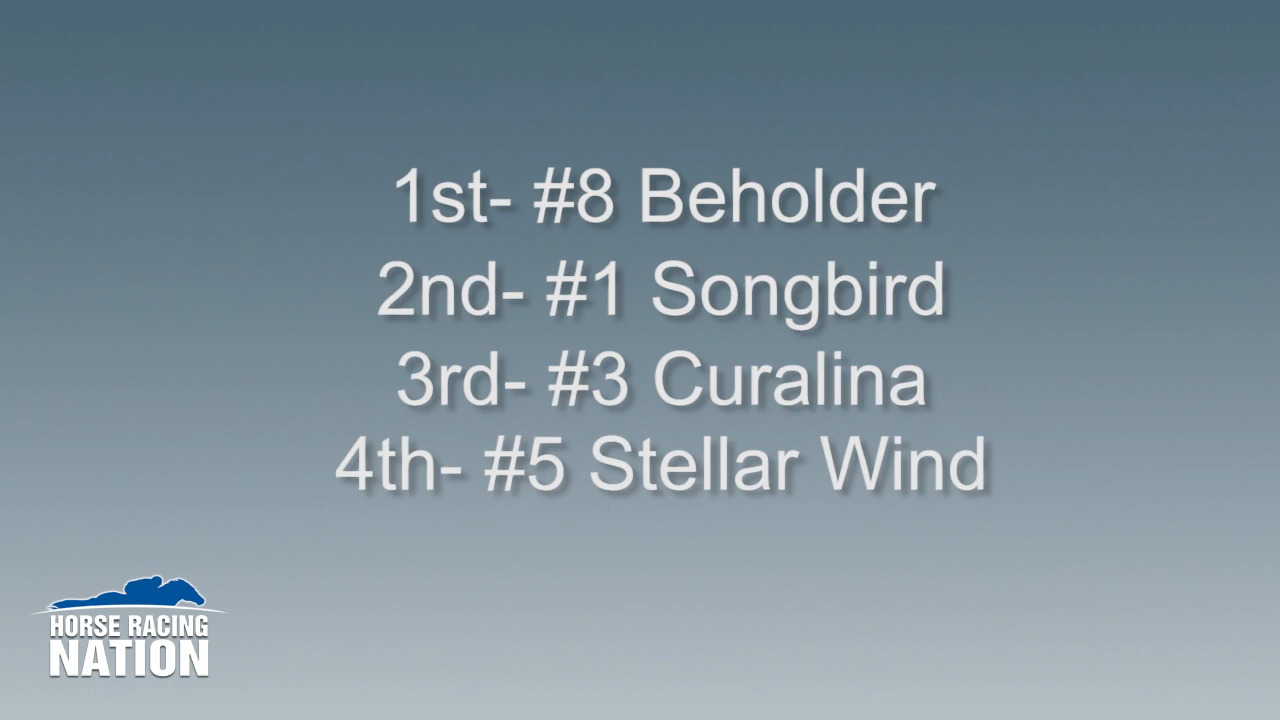 1st- #8 Beholder
2nd- #1 Songbird
3rd- #3 Curalina
4th- #5 Stellar Wind
HORSE RACING
NATION